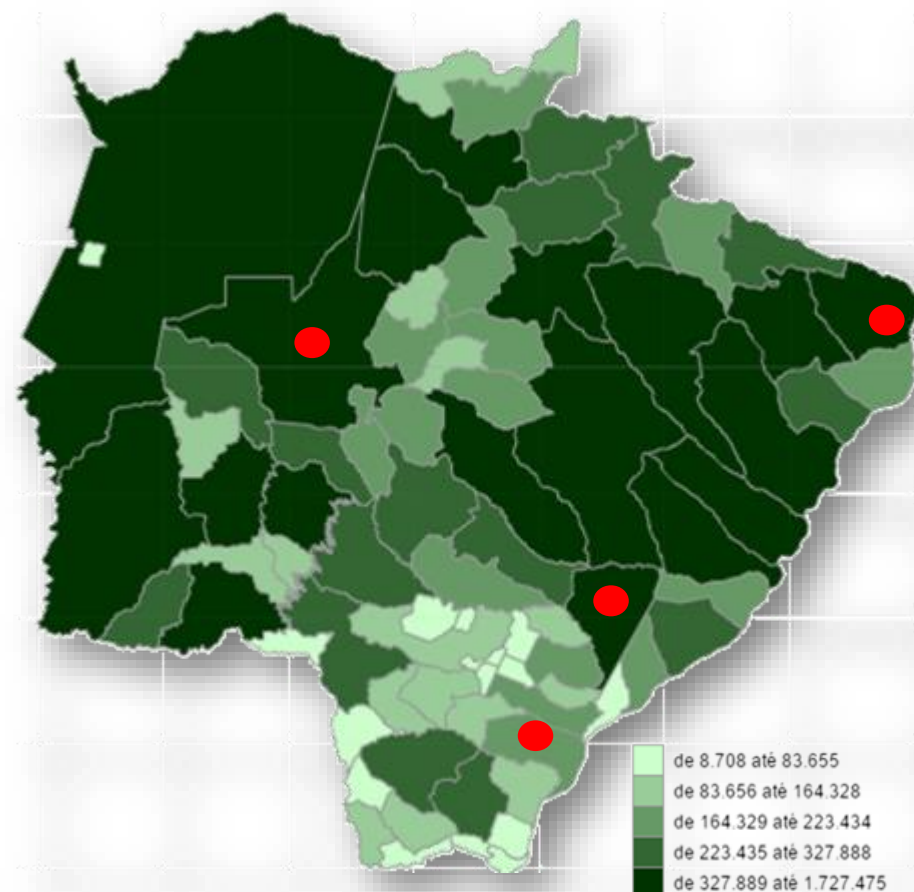 de 8.708 até 83.655
de 83.656 até 164.328
de 164.329 até 223.434
de 223.435 até 327.888
de 327.889 até 1.727.475